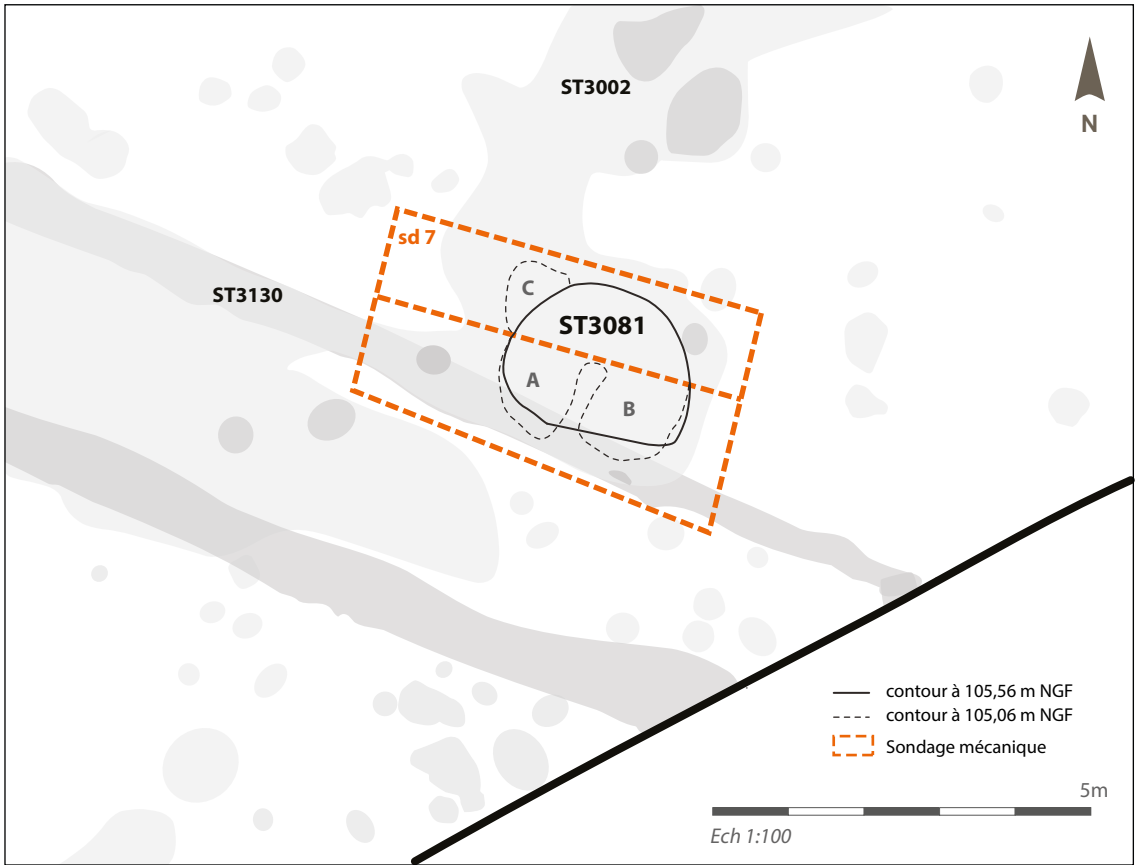 ST3002
N
sd 7
ST3130
C
ST3081
A
B
contour à 105,56 m NGF
contour à 105,06 m NGF
Sondage mécanique
5m
Ech 1:100